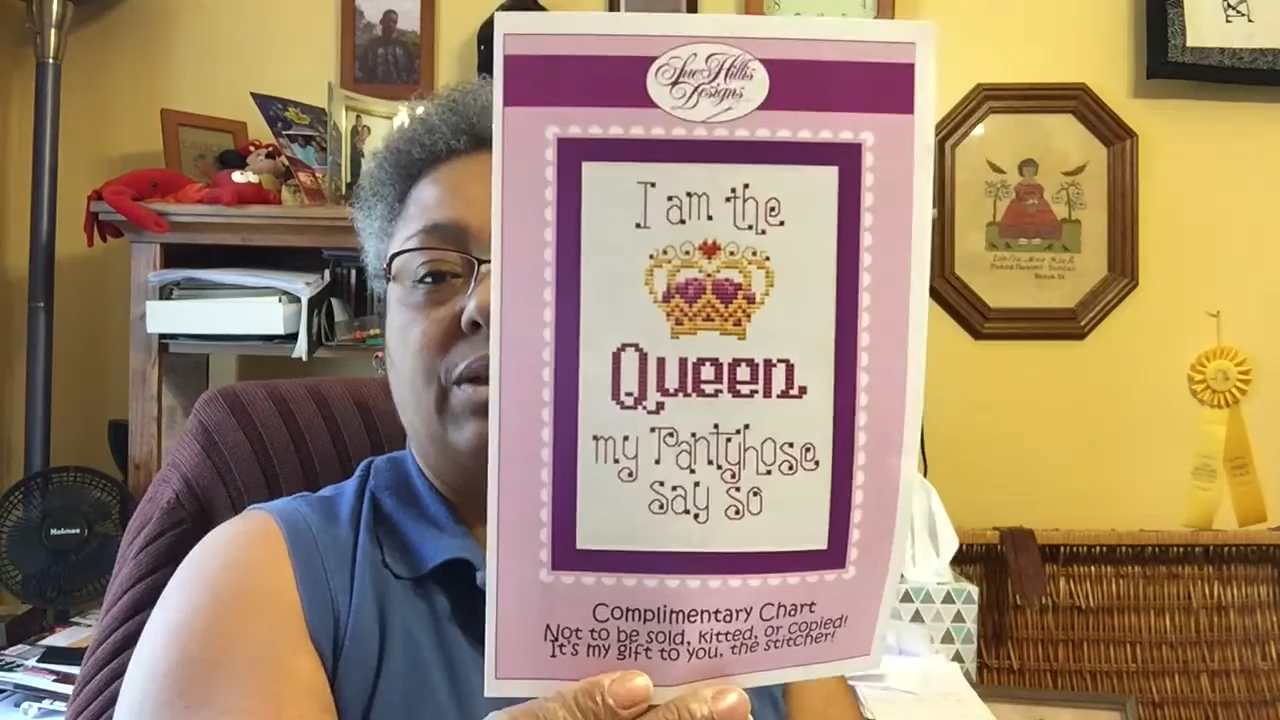 Sue Hillis
Designs
I am the
Queen
my Pantyhose
say so
Complimentary Chart
Not to be sold, kitted, or copied!
It's my gift to you, the stitcher!
Holmes